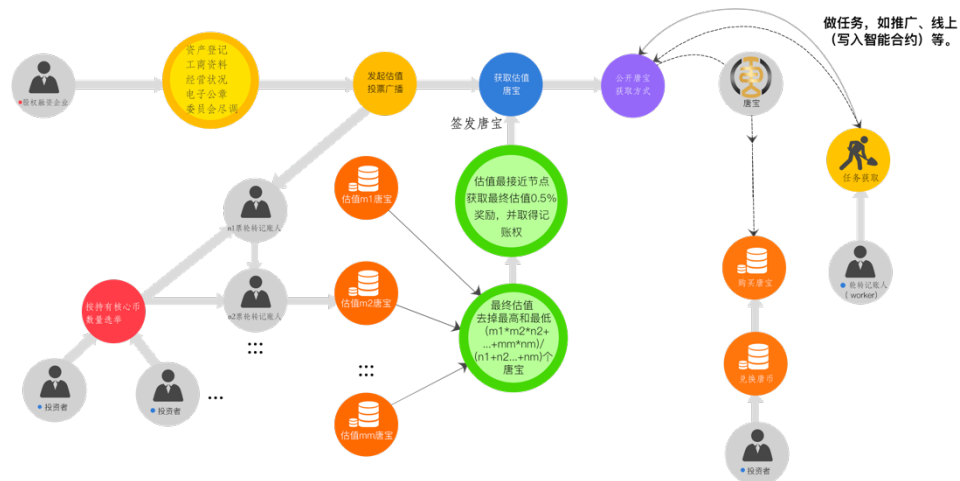 做任务，如推广、线上
（写入智能合约）等。
股权融资企业
资产登记
工商资料
经营状况
电子公章
委员会尽调
发起估值
投票广播
获取估值
唐宝
公开唐宝
获取方式
唐宝
签发唐宝
任务获取
估值m1唐宝
估值最接近节点
获取最终估值0.5%
奖励，并取得记
账权
n1票轮转记账人
轮转记账人
( worker)
购买唐宝
估值m2唐宝
n2票轮转记账人
按持有核心币
数量选举
最终估值
去掉最高和最低
(m1*m2*n2+
...+mm*nm)/
(n1+n2...+nm)个
唐宝
兑换唐币
投资者
投资者
...
估值mm唐宝
投资者